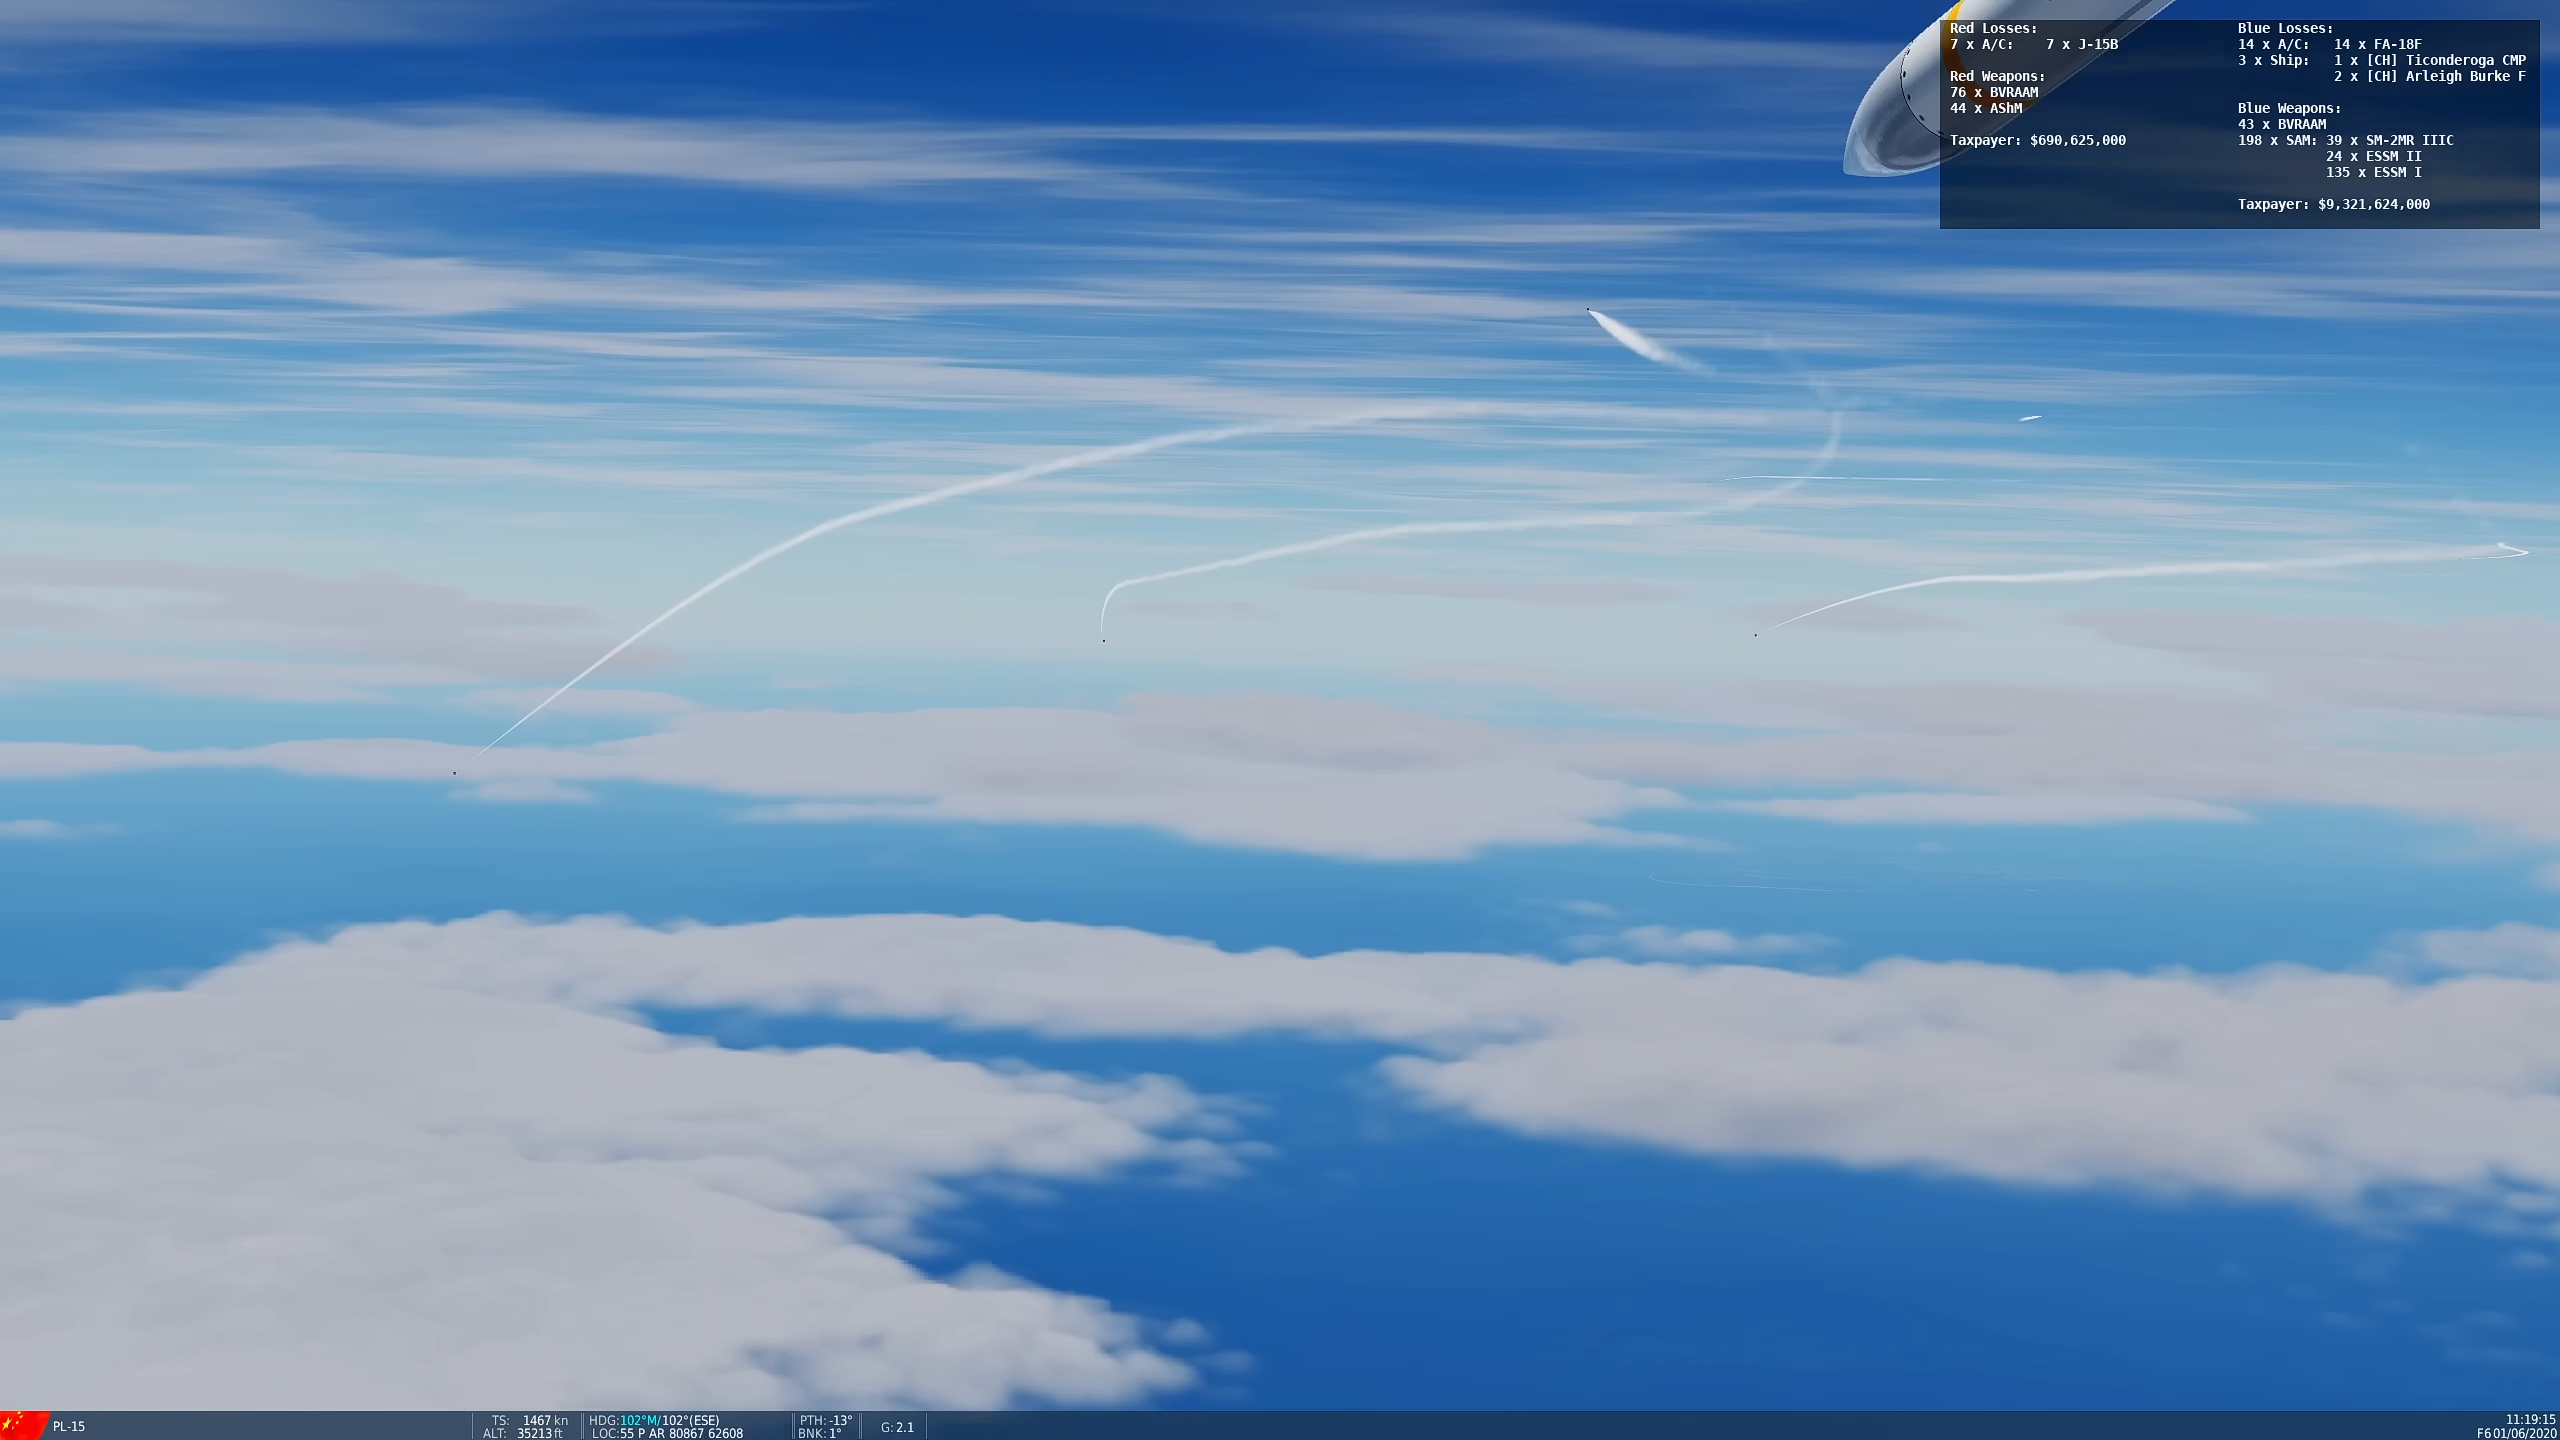 Red Losses:
7 x A/C:    7 x J-15B
Red Weapons:
76 x BVRAAM
44 x AShM
Taxpayer: $690,625,000
Blue Losses:
14 x A/C:   14 x FA-18F
3 x Ship:   1 x [CH] Ticonderoga CMP
2 x [CH] Arleigh Burke F
Blue Weapons:
43 x BVRAAM
198 x SAM: 39 x SM-2MR IIIC
24 x ESSM II
135 x ESSM I
Taxpayer: $9,321,624,000
PL-15
TS: 1467 kn
ALT: 35213 ft
HDG:102°M/102°(ESE)
LOC:55 P AR 80867 62608
PTH: -13°
BNK: 1°
G: 2.1
11:19:15
F6 01/06/2020